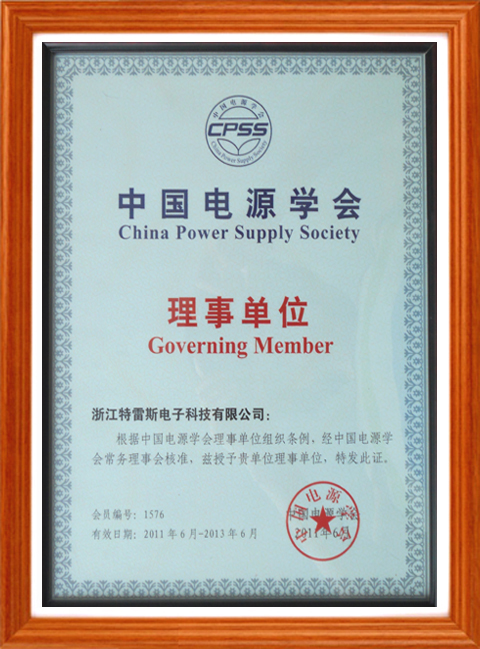 中国电源学会
CPSS
China Power Supply Society
中国电源学会
China Power Supply Society
理事单位
Governing Member
浙江特雷斯电子科技有限公司：
根据中国电源学会理事单位组织条例，经中国电源学
会常务理事会核准，兹授予贵单位理事单位，特发此证。
会员编号：1576
中国电源学会
有效日期：2011年6月-2013年6月
2011年6月
中国电源学会